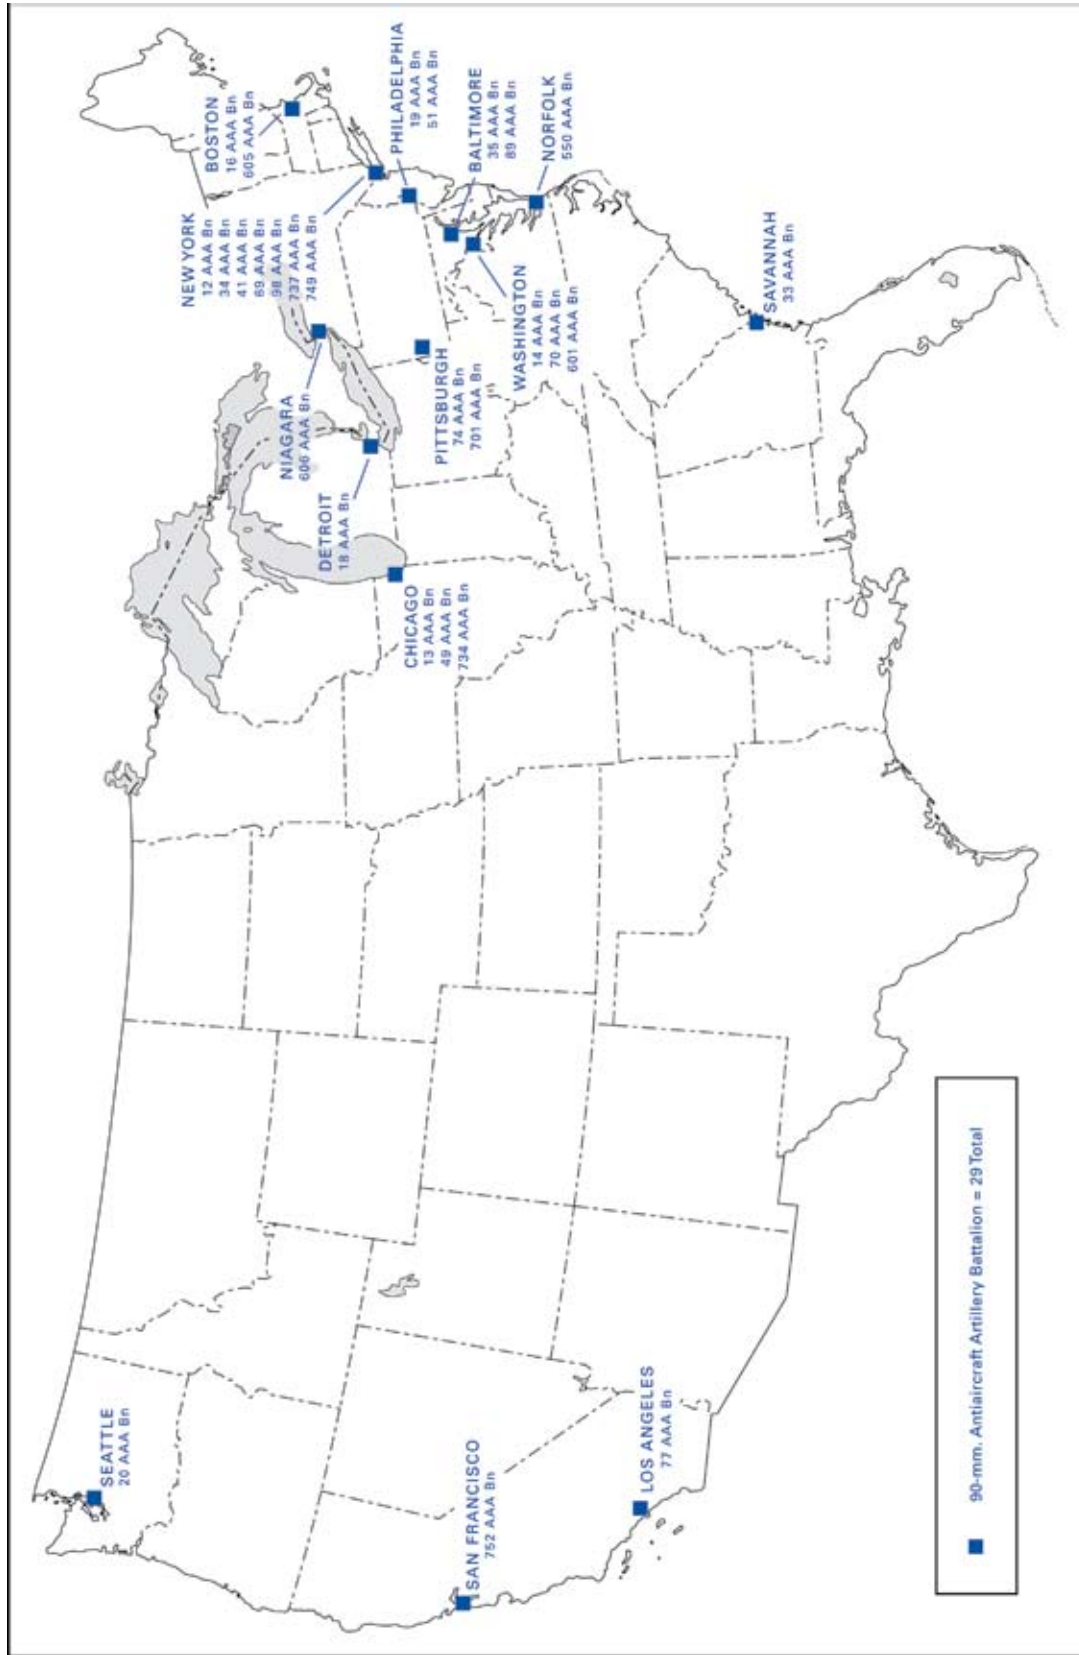 SEATTLE
20 AAA Bn
SAN FRANCISCO
752 AAA Bn
LOS ANGELES
77 AAA Bn
CHICAGO
13 AAA Bn
49 AAA Bn
734 AAA Bn
DETROIT
18 AAA Bn
NIAGARA
606 AAA Bn
PITTSBURGH
74 AAA Bn
701 AAA Bn
NEW YORK
12 AAA Bn
34 AAA Bn
41 AAA Bn
69 AAA Bn
98 AAA Bn
737 AAA Bn
749 AAA Bn
BOSTON
16 AAA Bn
605 AAA Bn
PHILADELPHIA
19 AAA Bn
51 AAA Bn
BALTIMORE
35 AAA Bn
89 AAA Bn
WASHINGTON
14 AAA Bn
70 AAA Bn
601 AAA Bn
NORFOLK
550 AAA Bn
SAVANNAH
33 AAA Bn
90-mm. Antiaircraft Artillery Battalion = 29 Total